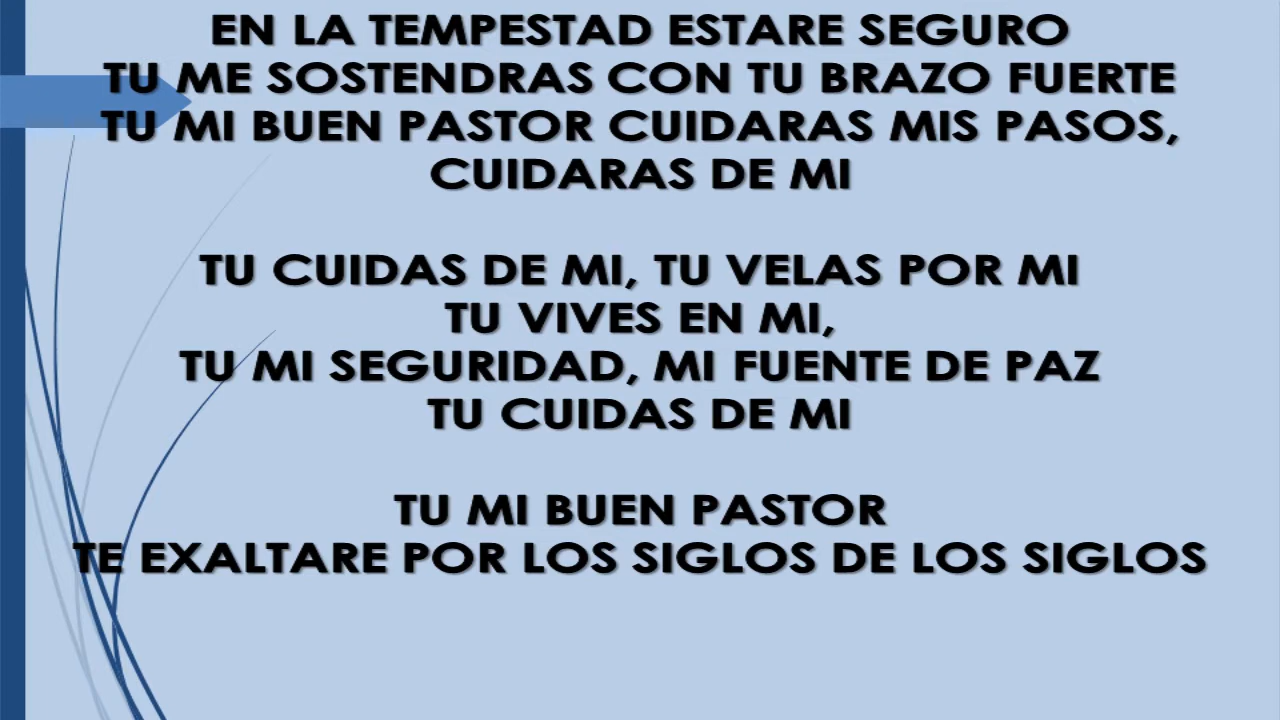 EN LA TEMPESTAD ESTARE SEGURO
TU ME SOSTENDRAS CON TU BRAZO FUERTE
TU MI BUEN PASTOR CUIDARAS MIS PASOS,
CUIDARAS DE MI
TU CUIDAS DE MI, TU VELAS POR MI
TU VIVES EN MI,
TU MI SEGURIDAD, MI FUENTE DE PAZ
TU CUIDAS DE MI
TU MI BUEN PASTOR
TE EXALTARE POR LOS SIGLOS DE LOS SIGLOS